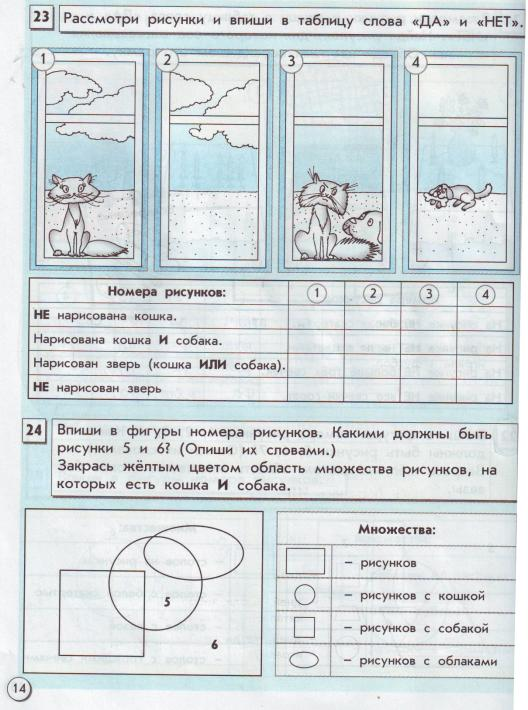 23 Рассмотри рисунки и впиши в таблицу слова «ДА» и «НЕТ».
1 2 3 4
Номера рисунков: 1 2 3 4
НЕ нарисована кошка.
Нарисована кошка И собака.
Нарисован зверь (кошка ИЛИ собака).
НЕ нарисован зверь
24 Впиши в фигуры номера рисунков. Какими должны быть
рисунки 5 и 6? (Опиши их словами.)
Закрась жёлтым цветом область множества рисунков, на
которых есть кошка И собака.
5
6
Множества:
– рисунков
– рисунков с кошкой
– рисунков с собакой
– рисунков с облаками
14